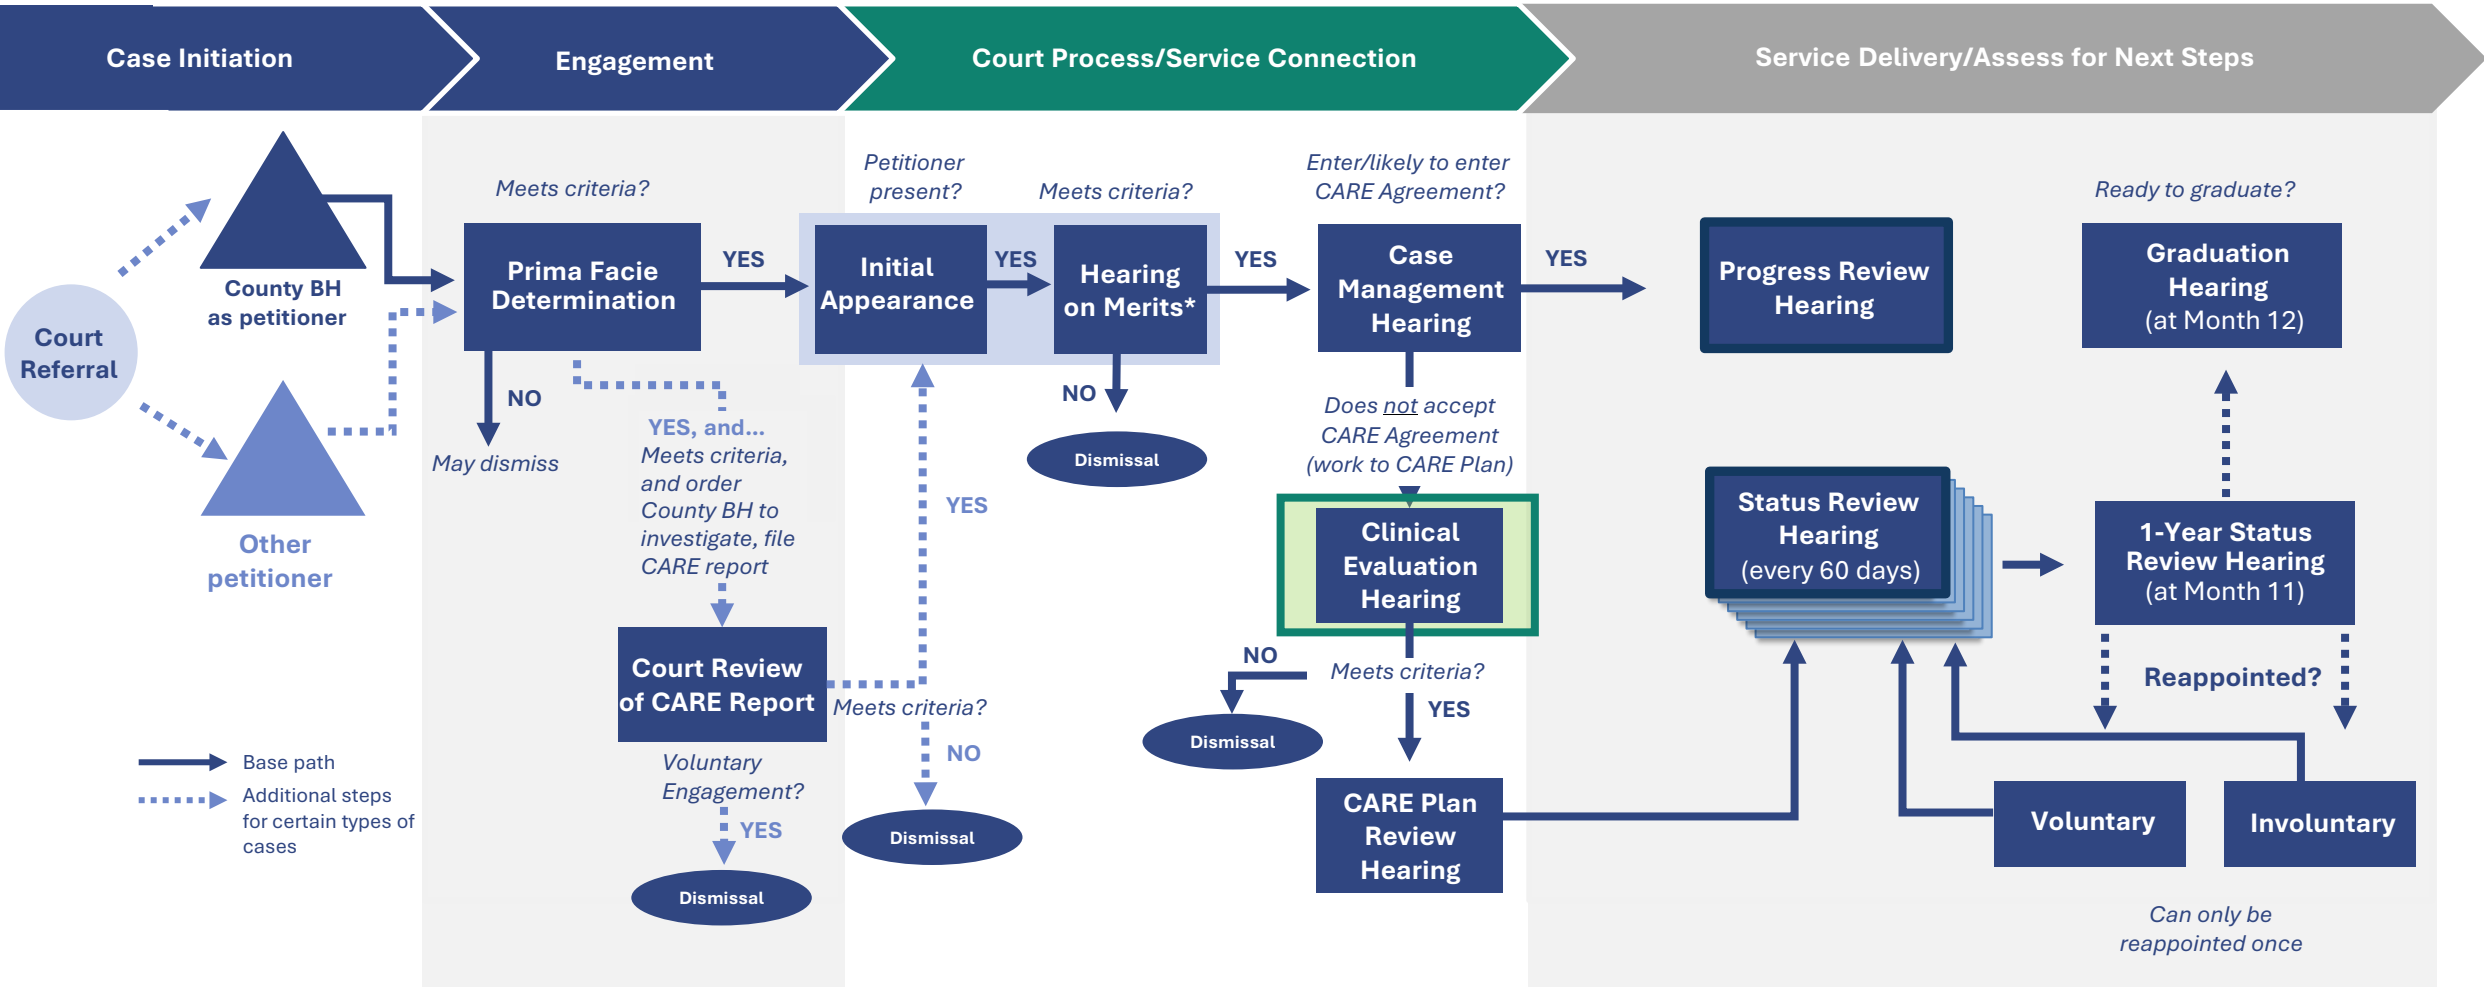 Case Initiation
Engagement
Court Process/Service Connection
Service Delivery/Assess for Next Steps
County BH
as petitioner
Court
Referral
Other
petitioner
Base path
Additional steps
for certain types of
cases
Meets criteria?
Prima Facie
Determination
YES
NO
May dismiss
YES, and...
Meets criteria,
and order
County BH to
investigate, file
CARE report
Court Review
of CARE Report
Voluntary
Engagement?
YES
Dismissal
Meets criteria?
YES
NO
Dismissal
Petitioner
present?
Initial
Appearance
YES
Meets criteria?
Hearing
on Merits*
YES
NO
Dismissal
Enter/likely to enter
CARE Agreement?
Case
Management
Hearing
YES
Does not accept
CARE Agreement
(work to CARE Plan)
Clinical
Evaluation
Hearing
Meets criteria?
NO
Dismissal
YES
CARE Plan
Review
Hearing
Progress Review
Hearing
Status Review
Hearing
(every 60 days)
Ready to graduate?
Graduation
Hearing
(at Month 12)
1-Year Status
Review Hearing
(at Month 11)
Reappointed?
Voluntary
Involuntary
Can only be
reappointed once